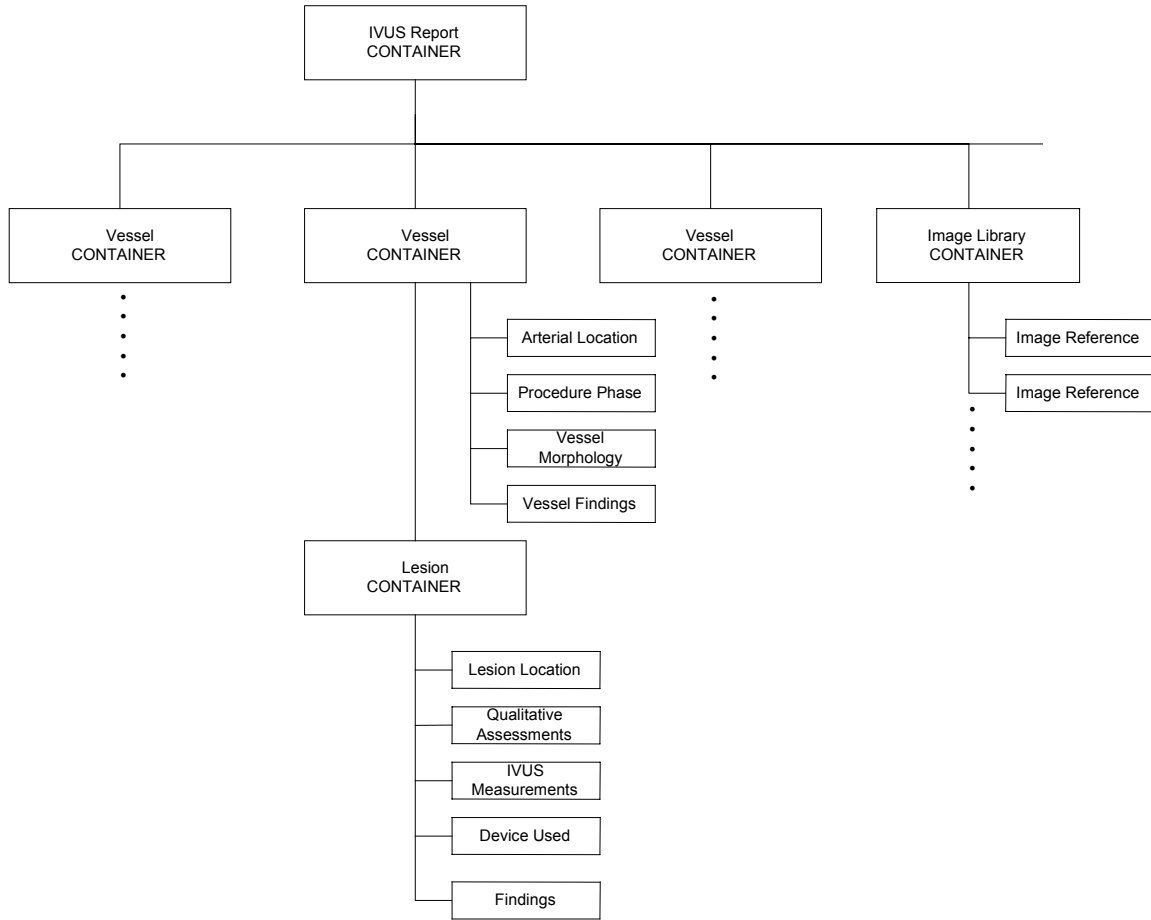 IVUS Report
CONTAINER
Vessel
CONTAINER
Vessel
CONTAINER
Vessel
CONTAINER
Image Library
CONTAINER
Arterial Location
Procedure Phase
Vessel
Morphology
Vessel Findings
Image Reference
Image Reference
Lesion
CONTAINER
Lesion Location
Qualitative
Assessments
IVUS
Measurements
Device Used
Findings